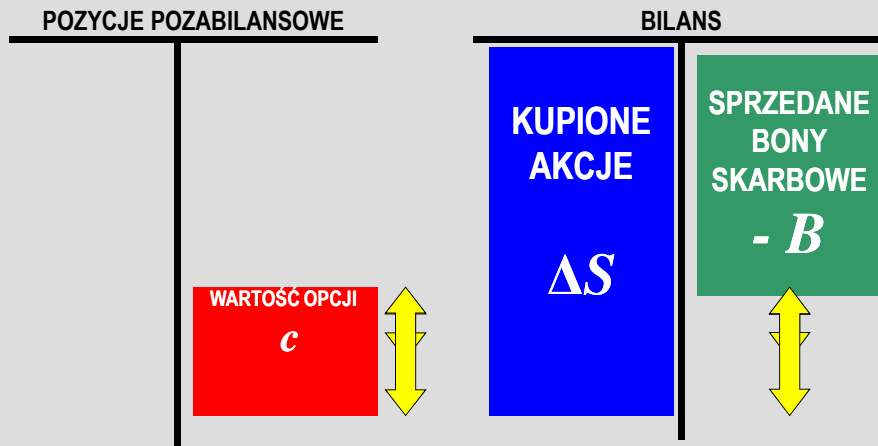 POZYCJE POZABILANSOWE
WARTOŚĆ OPCJI
c
BILANS
KUPIONE
AKCJE
ΔS
SPRZEDANE
BONY
SKARBOWE
- B